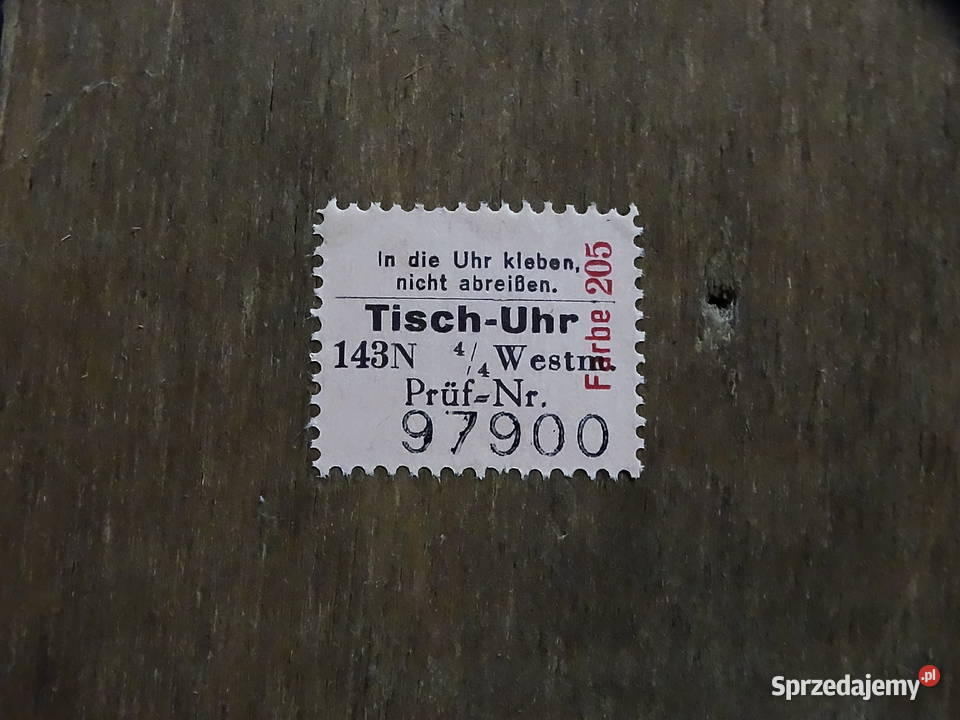 In die Uhr kleben,
nicht abreißen.
Tisch-Uhr
143N 4/4 Westm.
Prüf=Nr.
97900
Farbe 205
Sprzedajemy.pl